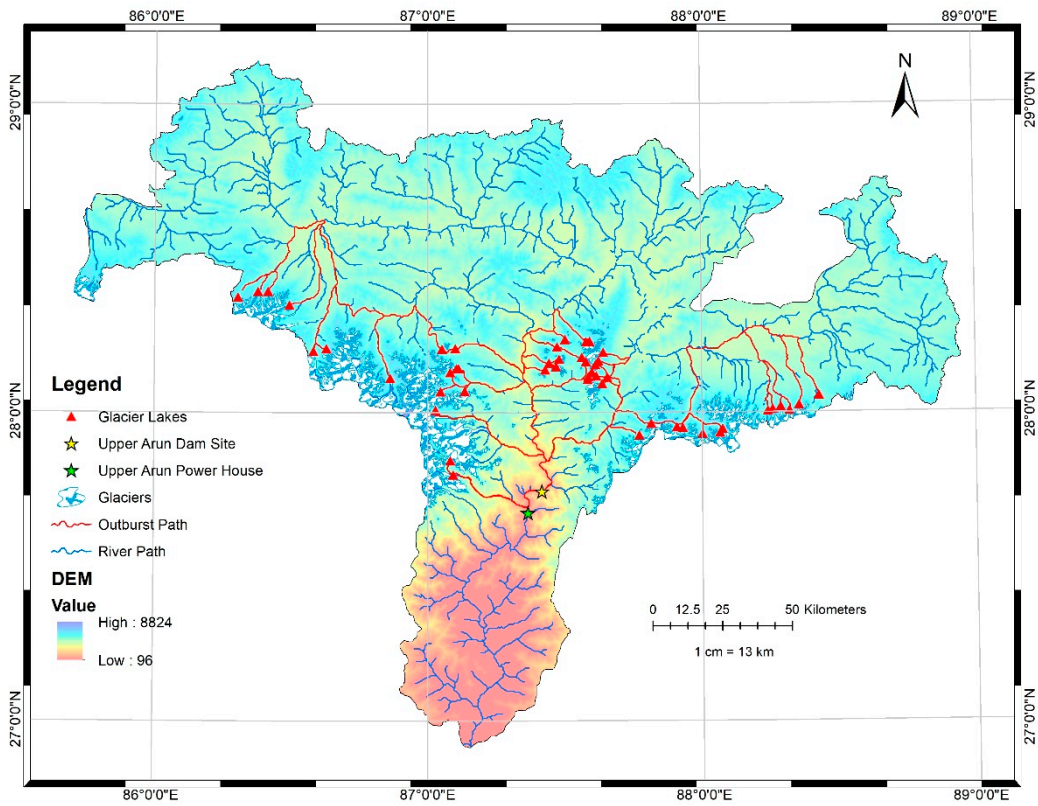 86°0'0"E 87°0'0"E 88°0'0"E 89°0'0"E
29°0'0"N
29°0'0"N
N
28°0'0"N
28°0'0"N
Legend
Glacier Lakes
Upper Arun Dam Site
Upper Arun Power House
Glaciers
Outburst Path
River Path
DEM
Value
High : 8824
Low : 96
0 12.5 25 50 Kilometers
1 cm = 13 km
27°0'0"N
27°0'0"N
86°0'0"E 87°0'0"E 88°0'0"E 89°0'0"E